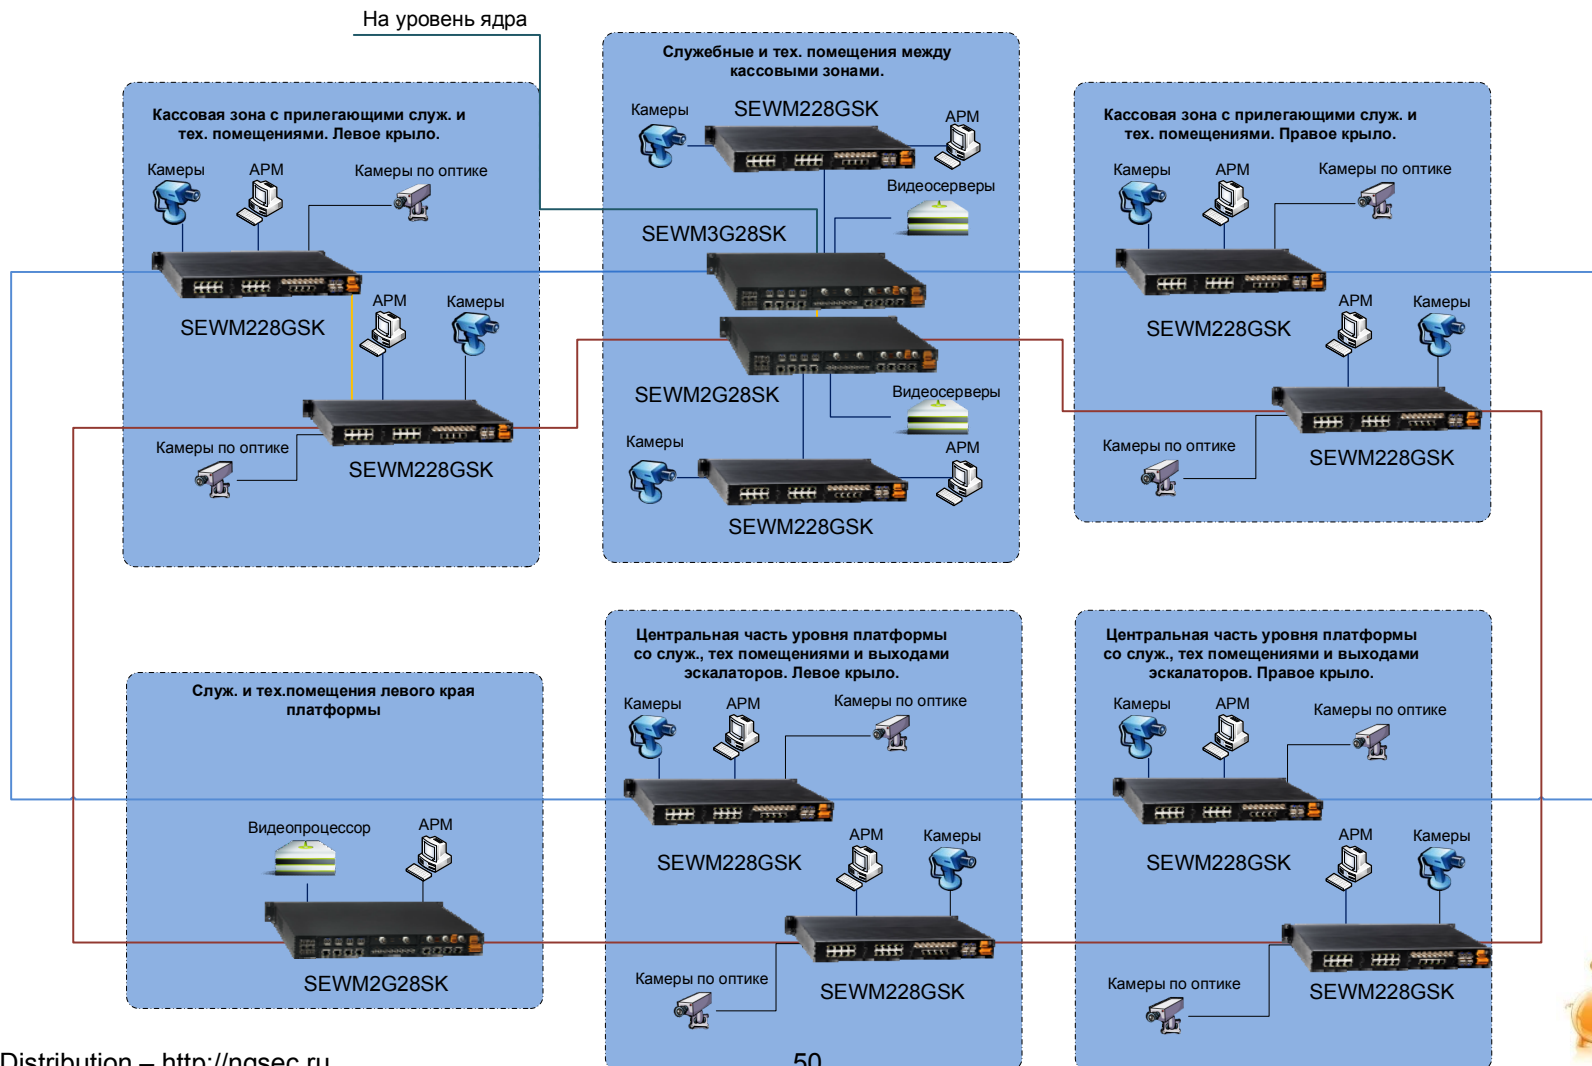 На уровень ядра
Кассовая зона с прилегающими служ. и
тех. помещениями. Левое крыло.
Камеры
АРМ
Камеры по оптике
SEWM228GSK
АРМ
Камеры
Камеры по оптике
SEWM228GSK
Служебные и тех. помещения между
кассовыми зонами.
Камеры
SEWM228GSK
АРМ
Видеосерверы
SEWM3G28SK
SEWM2G28SK
Видеосерверы
Камеры
АРМ
SEWM228GSK
Кассовая зона с прилегающими служ. и
тех. помещениями. Правое крыло.
Камеры
АРМ
Камеры по оптике
SEWM228GSK
АРМ
Камеры
Камеры по оптике
SEWM228GSK
Служ. и тех.помещения левого края
платформы
Видеопроцессор
АРМ
SEWM2G28SK
Центральная часть уровня платформы
со служ., тех помещениями и выходами
эскалаторов. Левое крыло.
Камеры
АРМ
Камеры по оптике
SEWM228GSK
АРМ
Камеры
Камеры по оптике
SEWM228GSK
Центральная часть уровня платформы
со служ., тех помещениями и выходами
эскалаторов. Правое крыло.
Камеры
АРМ
Камеры по оптике
SEWM228GSK
АРМ
Камеры
Камеры по оптике
SEWM228GSK
Distribution – http://ngsec.ru
50